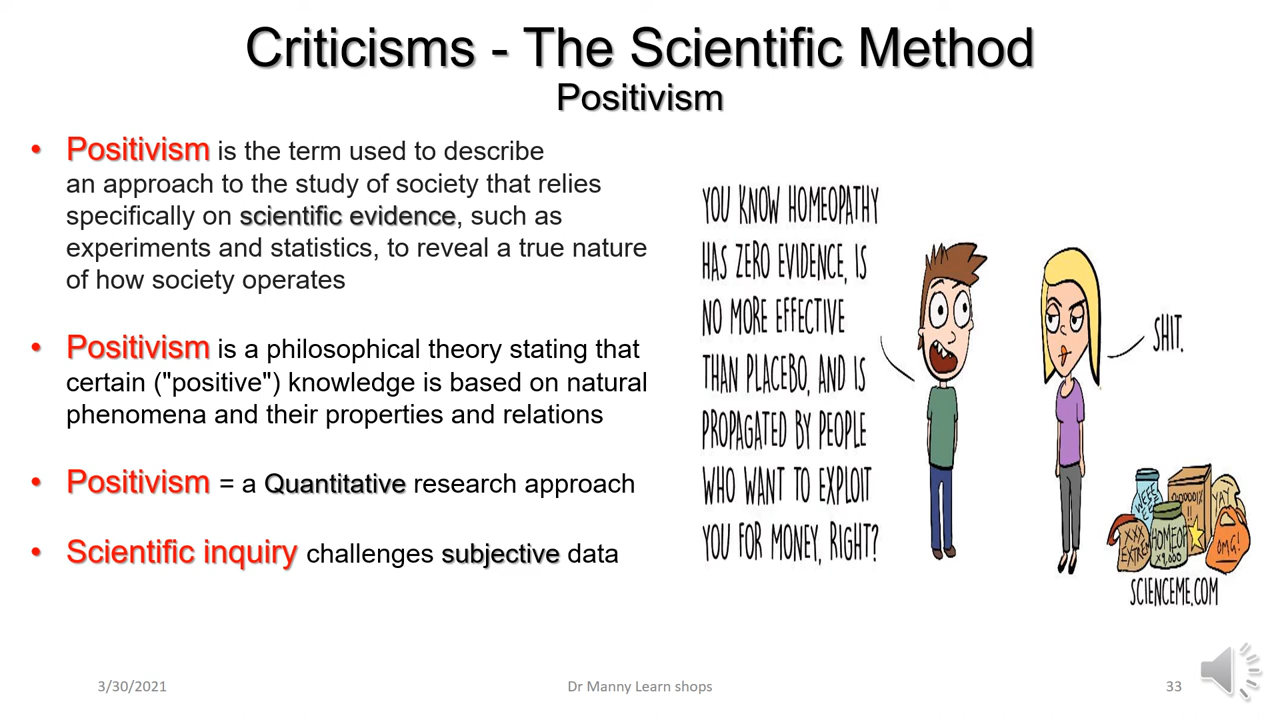 Criticisms - The Scientific Method
Positivism
• Positivism is the term used to describe
an approach to the study of society that relies
specifically on scientific evidence, such as
experiments and statistics, to reveal a true nature
of how society operates
• Positivism is a philosophical theory stating that
certain ("positive") knowledge is based on natural
phenomena and their properties and relations
• Positivism = a Quantitative research approach
• Scientific inquiry challenges subjective data
YOU KNOW HOMEOPATHY
HAS ZERO EVIDENCE, IS
NO MORE EFFECTIVE
THAN PLACEBO, AND IS
PROPAGATED BY PEOPLE
WHO WANT TO EXPLOIT
YOU FOR MONEY, RIGHT?
SHIT.
YAY
XXX
HOMEOP
OMG!
SCIENCEME.COM
3/30/2021
Dr Manny Learn shops
33